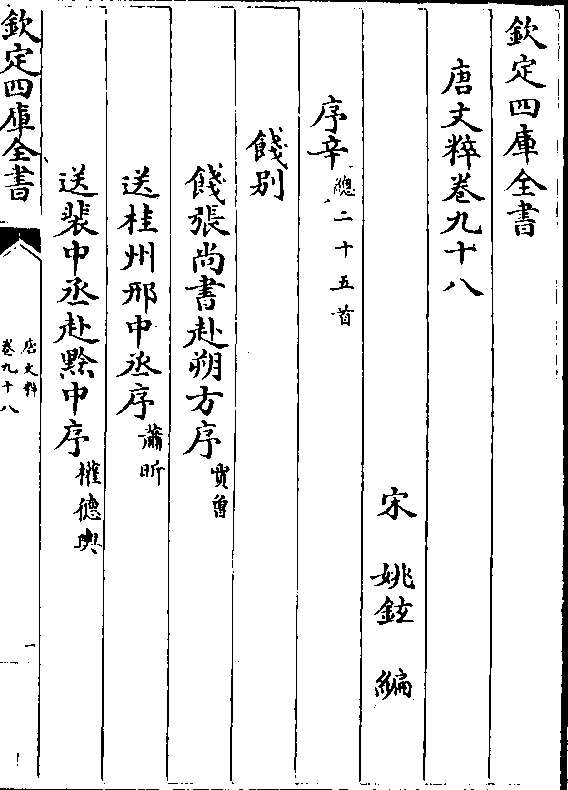 欽定四庫全書
唐文粹卷九十八
宋 姚鉉 編
序辛 總二十五首
餞别
餞張尚書赴朔方序 賈曽
送桂州邢中丞序 蕭昕
送裴中丞赴黔中序 權徳輿
欽定四庫全書
唐文粹
卷九十八
一